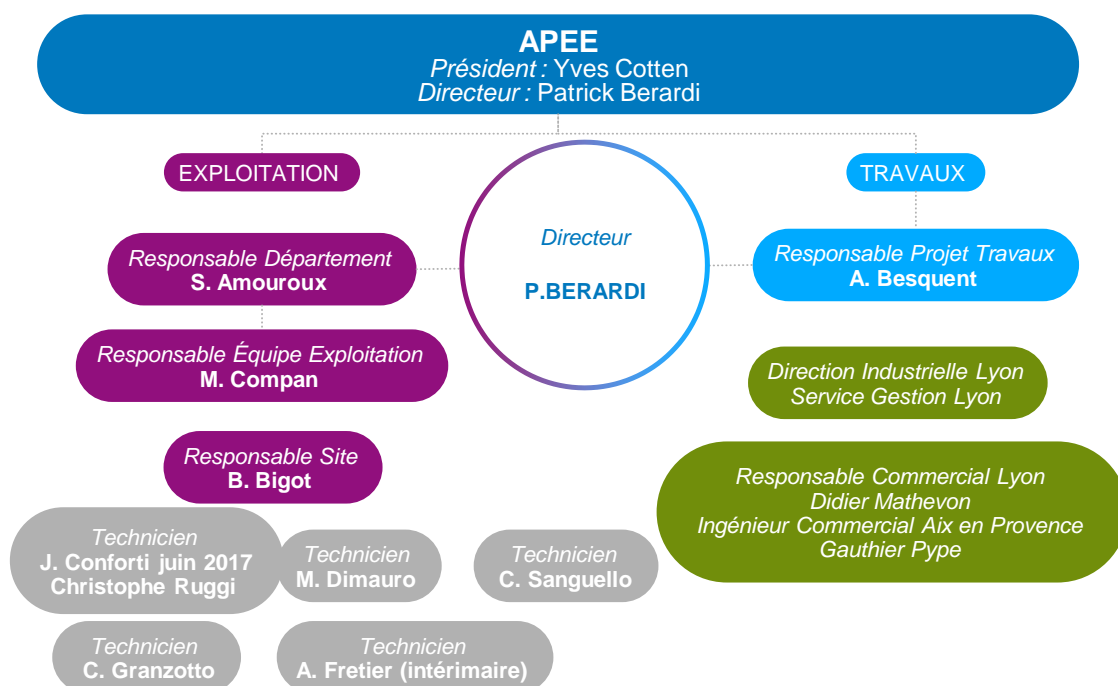 APEE
Président : Yves Cotten
Directeur : Patrick Berardi
EXPLOITATION
TRAVAUX
Directeur
P.BERARDI
Responsable Département
S. Amouroux
Responsable Projet Travaux
A. Besquent
Responsable Équipe Exploitation
M. Compan
Direction Industrielle Lyon
Service Gestion Lyon
Responsable Site
B. Bigot
Responsable Commercial Lyon
Didier Mathevon
Ingénieur Commercial Aix en Provence
Gauthier Pype
Technicien
J. Conforti juin 2017
Christophe Ruggi
Technicien
M. Dimauro
Technicien
C. Sanguello
Technicien
C. Granzotto
Technicien
A. Fretier (intérimaire)